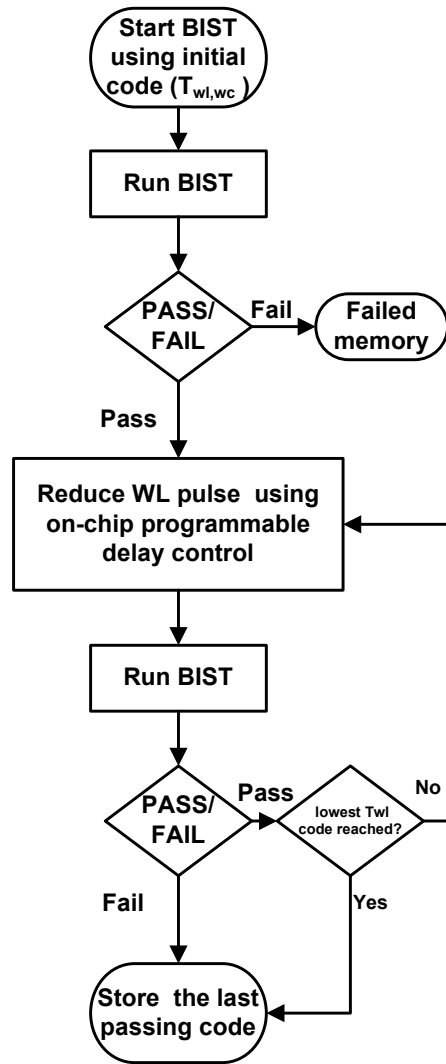 Start BIST
using initial
code (Twl,wc )
Run BIST
PASS/
FAIL
Fail
Failed
memory
Pass
Reduce WL pulse using
on-chip programmable
delay control
Run BIST
PASS/
FAIL
Pass
lowest Twl
code reached?
No
Fail
Yes
Store the last
passing code